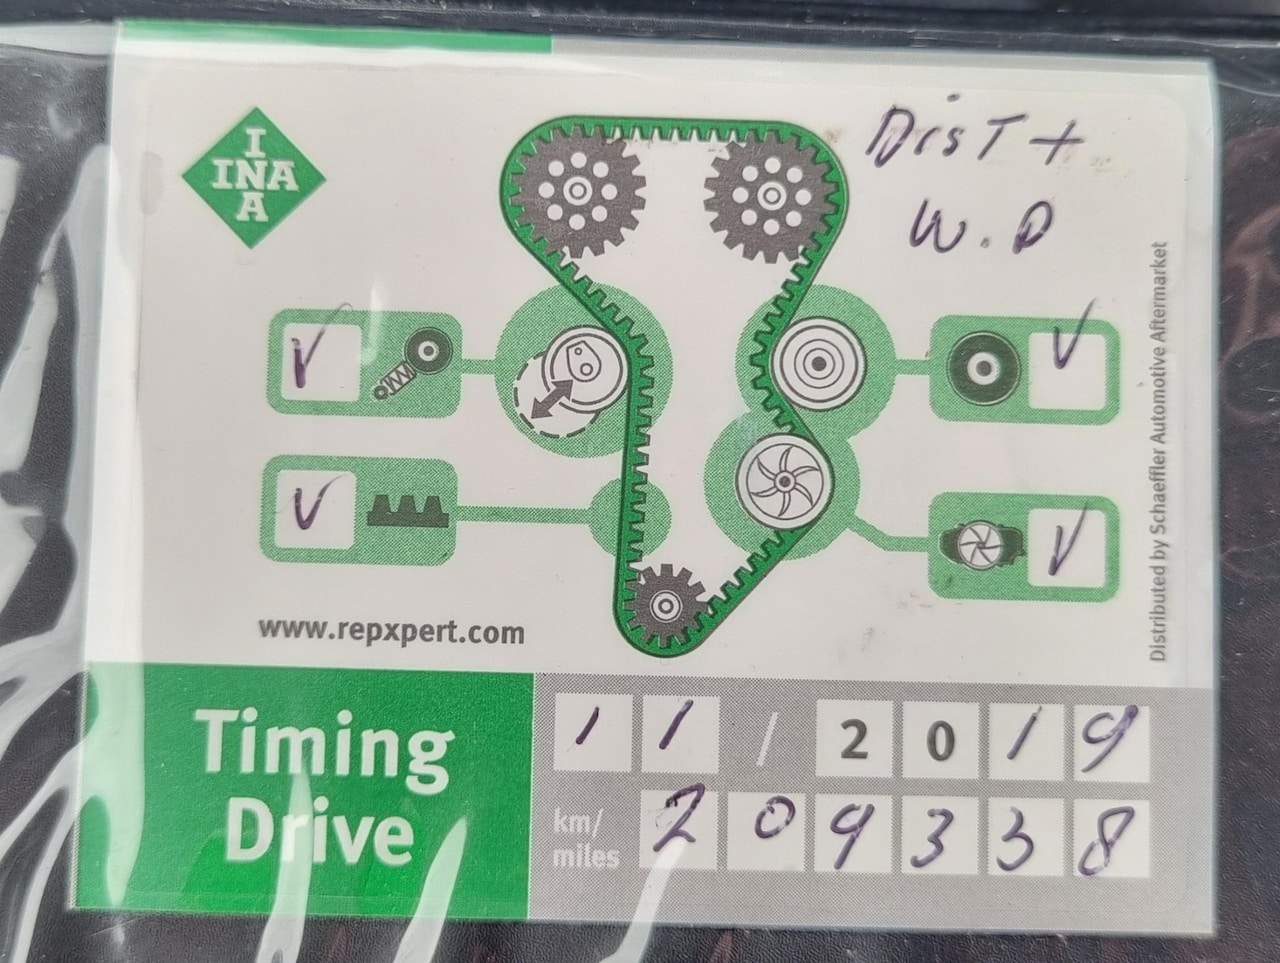 I
INA
A
Dist +
W.P
www.repxpert.com
Distributed by Schaeffler Automotive Aftermarket
Timing
Drive
11 / 2019
km/
miles
209338